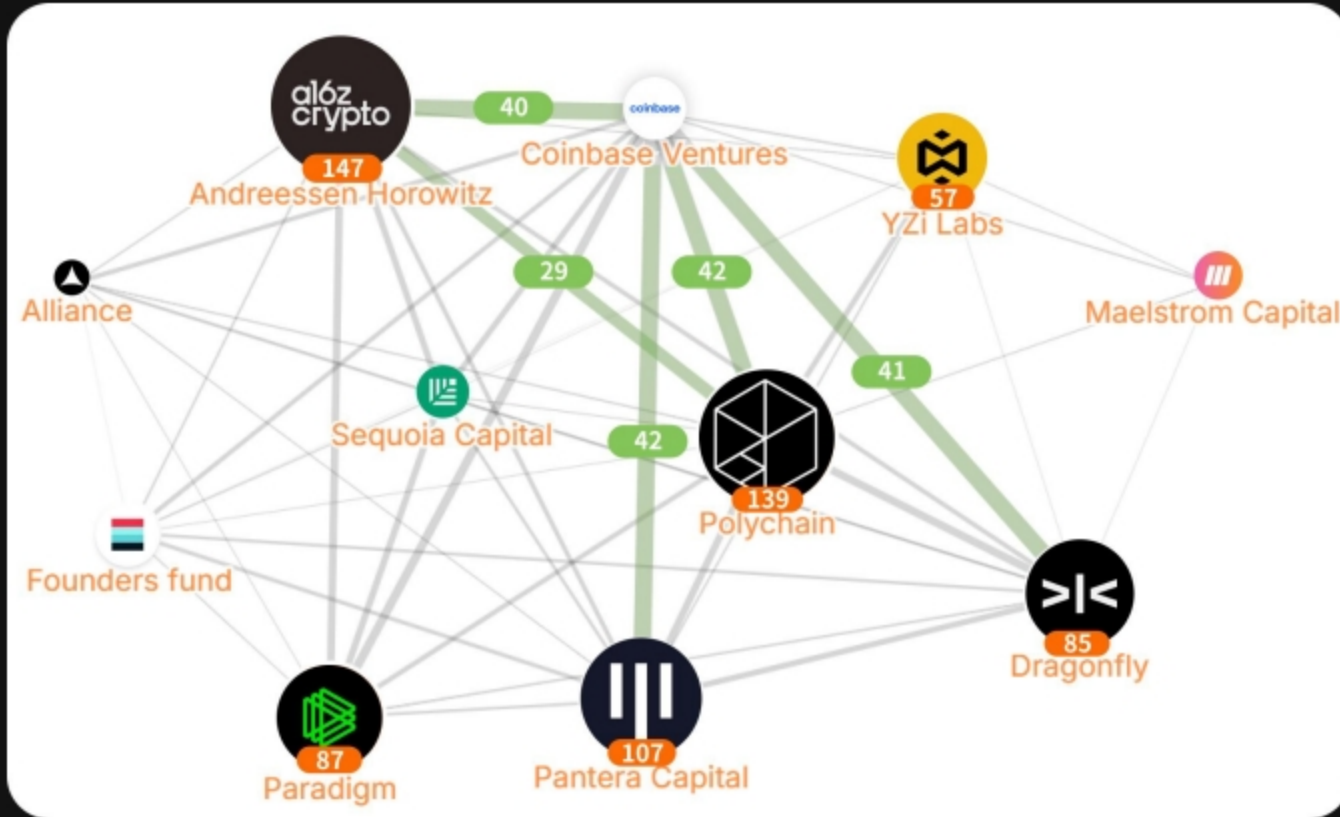 a16z
crypto
147
Andreessen Horowitz
40
coinbase
Coinbase Ventures
57
YZi Labs
Alliance
29
42
Maelstrom Capital
41
Sequoia Capital
42
139
Polychain
Founders fund
>|<
85
Dragonfly
87
Paradigm
107
Pantera Capital